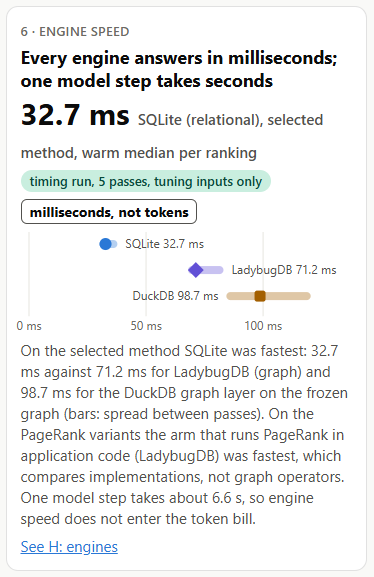 6 · ENGINE SPEED
Every engine answers in milliseconds;
one model step takes seconds
32.7 ms SQLite (relational), selected
method, warm median per ranking
timing run, 5 passes, tuning inputs only
milliseconds, not tokens
SQLite 32.7 ms
LadybugDB 71.2 ms
DuckDB 98.7 ms
0 ms 50 ms 100 ms
On the selected method SQLite was fastest: 32.7
ms against 71.2 ms for LadybugDB (graph) and
98.7 ms for the DuckDB graph layer on the frozen
graph (bars: spread between passes). On the
PageRank variants the arm that runs PageRank in
application code (LadybugDB) was fastest, which
compares implementations, not graph operators.
One model step takes about 6.6 s, so engine
speed does not enter the token bill.
See H: engines